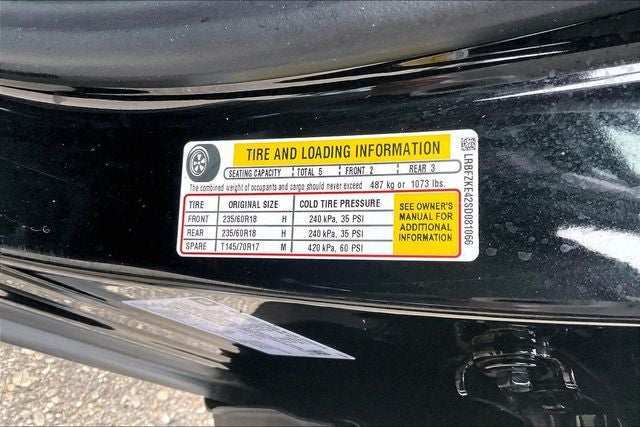 TIRE AND LOADING INFORMATION
SEATING CAPACITY TOTAL 5 FRONT 2 REAR 3
The combined weight of occupants and cargo should never exceed 487 kg or 1073 lbs.
TIRE ORIGINAL SIZE COLD TIRE PRESSURE
FRONT 235/60R18 H 240 kPa, 35 PSI
REAR 235/60R18 H 240 kPa, 35 PSI
SPARE T145/70R17 M 420 kPa, 60 PSI
SEE OWNER'S
MANUAL FOR
ADDITIONAL
INFORMATION
LRBFZKE42SD081066